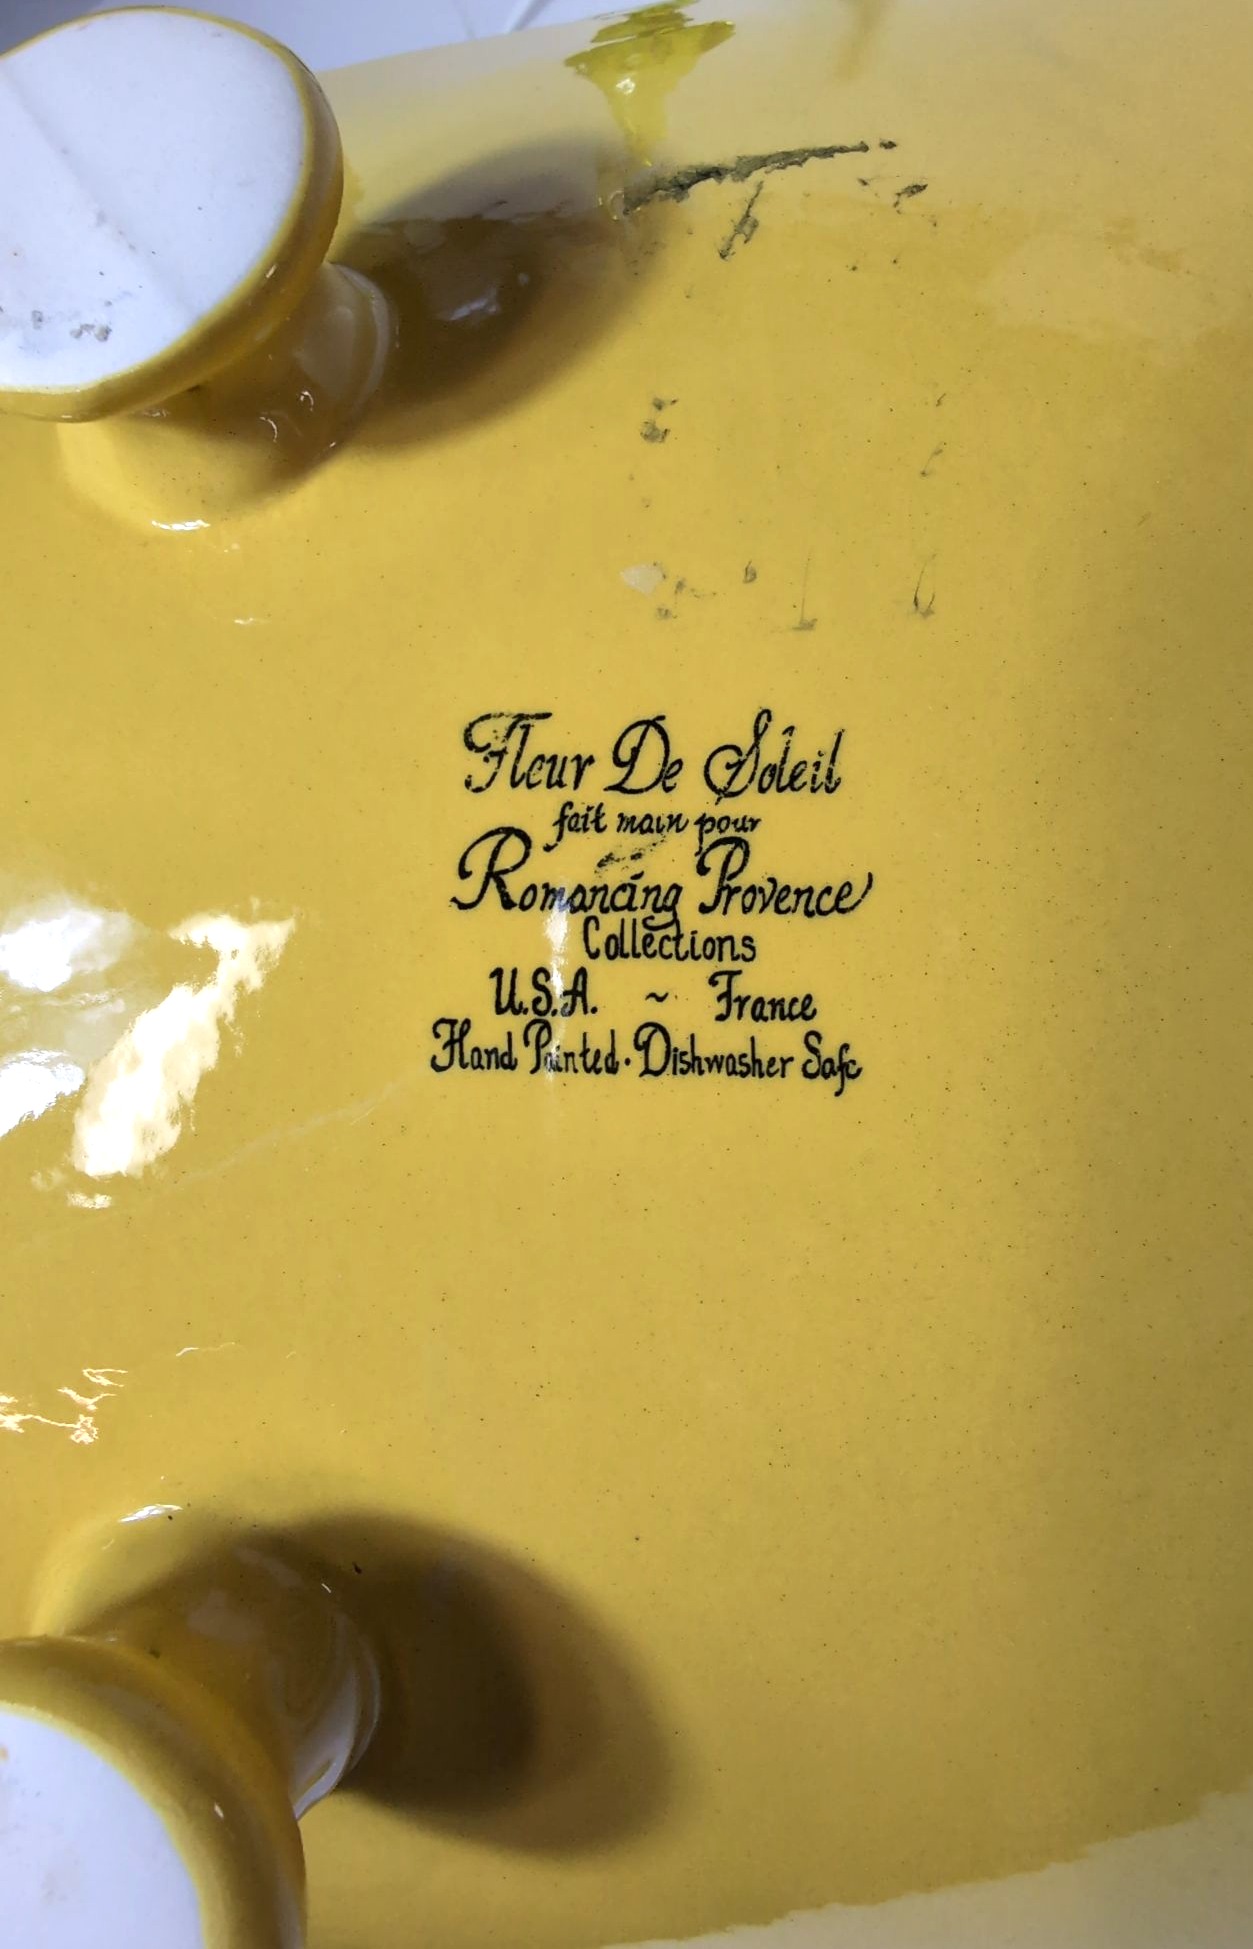 Fleur De Soleil
fait main pour
Romancing Provence
Collections
U.S.A. ~ France
Hand Painted · Dishwasher Safe